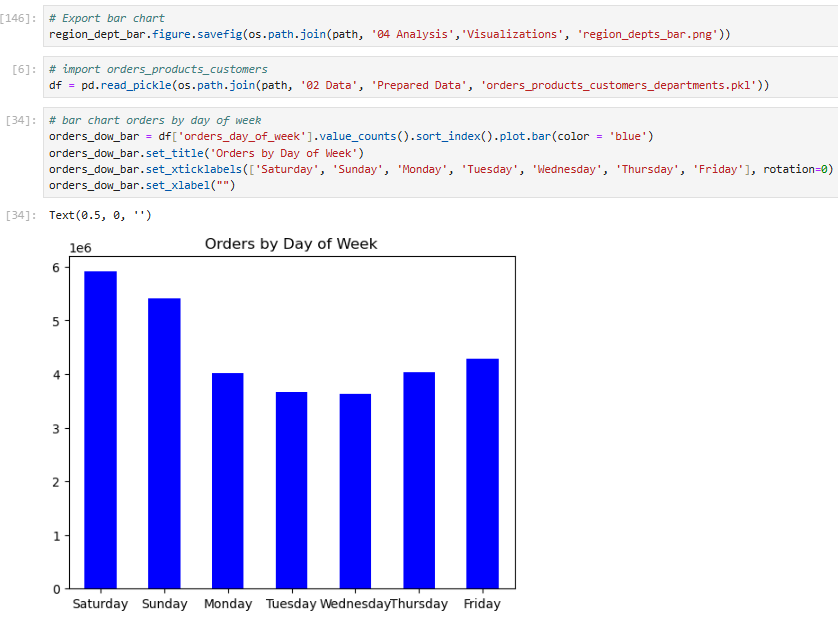 [146]: # Export bar chart
region_dept_bar.figure.savefig(os.path.join(path, '04 Analysis','Visualizations', 'region_depts_bar.png'))
[6]: # import orders_products_customers
df = pd.read_pickle(os.path.join(path, '02 Data', 'Prepared Data', 'orders_products_customers_departments.pkl'))
[34]: # bar chart orders by day of week
orders_dow_bar = df['orders_day_of_week'].value_counts().sort_index().plot.bar(color = 'blue')
orders_dow_bar.set_title('Orders by Day of Week')
orders_dow_bar.set_xticklabels(['Saturday', 'Sunday', 'Monday', 'Tuesday', 'Wednesday', 'Thursday', 'Friday'], rotation=0)
orders_dow_bar.set_xlabel("")
[34]: Text(0.5, 0, '')
Orders by Day of Week
1e6
6
5
4
3
2
1
0
Saturday Sunday Monday Tuesday Wednesday Thursday Friday